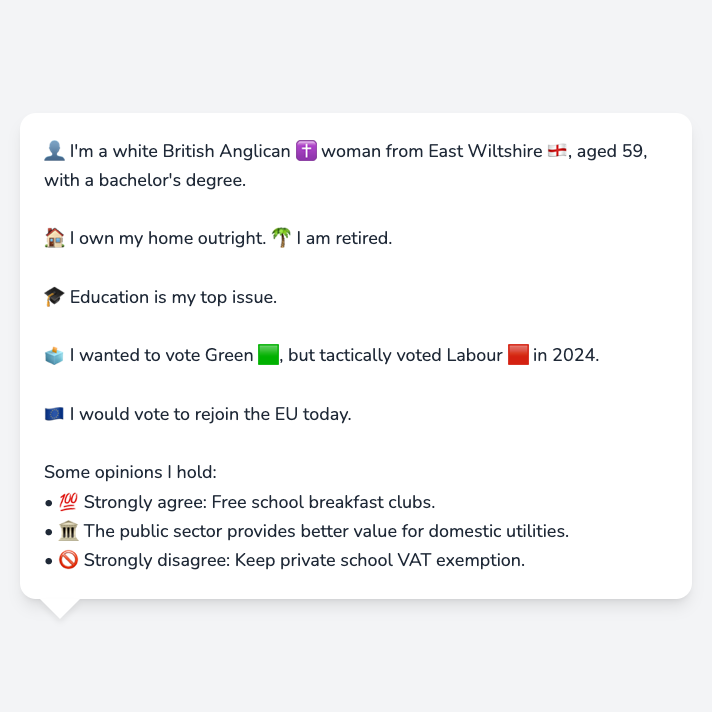 👤 I'm a white British Anglican ✝️ woman from East Wiltshire 🏴󠁧󠁢󠁥󠁮󠁧󠁿, aged 59,
with a bachelor's degree.
🏠 I own my home outright. 🌴 I am retired.
🎓 Education is my top issue.
🗳️ I wanted to vote Green 🟩, but tactically voted Labour 🟥 in 2024.
🇪🇺 I would vote to rejoin the EU today.
Some opinions I hold:
• 💯 Strongly agree: Free school breakfast clubs.
• 🏛️ The public sector provides better value for domestic utilities.
• 🚫 Strongly disagree: Keep private school VAT exemption.